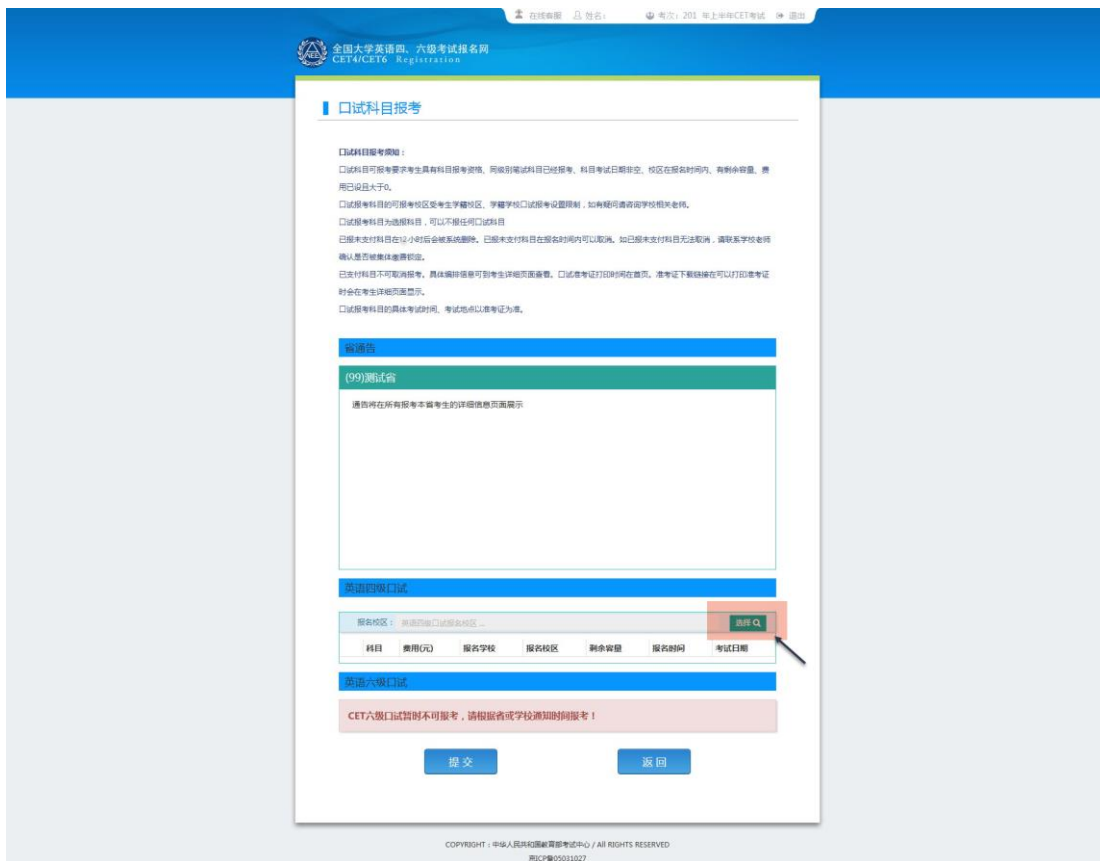 在线客服 姓名： 考次：201 年上半年CET考试 退出
全国大学英语四、六级考试报名网
CET4/CET6 Registration
口试科目报考
口试科目报考须知：
口试科目可报考要求考生具有科目报考资格、同级别笔试科目已经报考、科目考试日期非空、校区在报名时间内、有剩余容量、费
用已设且大于0。
口试报考科目的可报考校区受考生学籍校区、学籍学校口试报考设置限制，如有疑问请咨询学校相关老师。
口试报考科目为选报科目，可以不报任何口试科目
已报未支付科目在12小时后会被系统删除。已报未支付科目在报名时间内可以取消。如已报未支付科目无法取消，请联系学校老师
确认是否被集体缴费锁定。
已支付科目不可取消报考。具体编排信息可到考生详细页面查看。口试准考证打印时间在首页。准考证下载链接在可以打印准考证
时会在考生详细页面显示。
口试报考科目的具体考试时间、考试地点以准考证为准。
省通告
(99)测试省
通告将在所有报考本省考生的详细信息页面展示
英语四级口试
报名校区： 英语四级口试报名校区... 选择
科目 费用(元) 报名学校 报名校区 剩余容量 报名时间 考试日期
英语六级口试
CET六级口试暂时不可报考，请根据省或学校通知时间报考！
提交 返回
COPYRIGHT：中华人民共和国教育部考试中心 / All RIGHTS RESERVED
京ICP备05031027